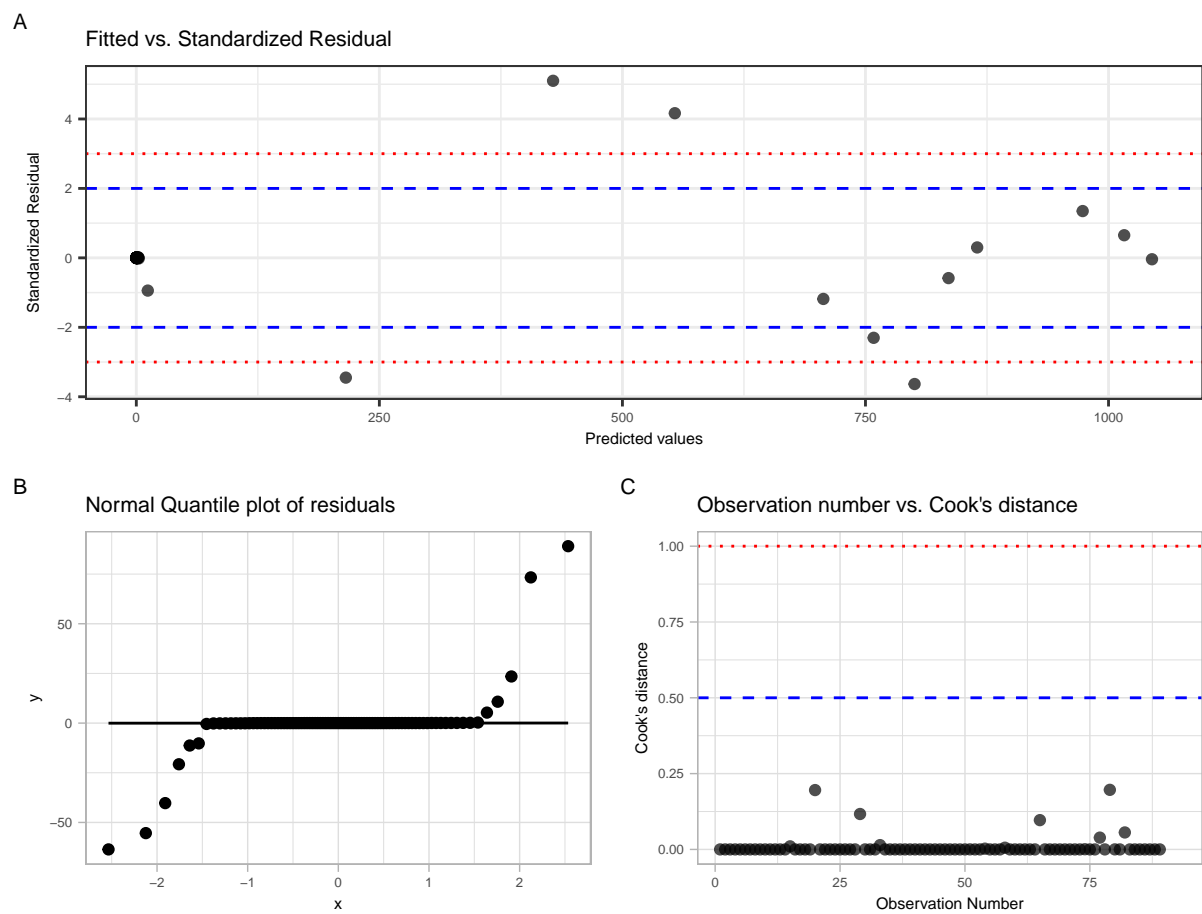 A
Fitted vs. Standardized Residual
Standardized Residual
4
2
0
−2
−4
0 250 500 750 1000
Predicted values
B
Normal Quantile plot of residuals
y
50
0
−50
−2 −1 0 1 2
x
C
Observation number vs. Cook's distance
Cook's distance
1.00
0.75
0.50
0.25
0.00
0 25 50 75
Observation Number